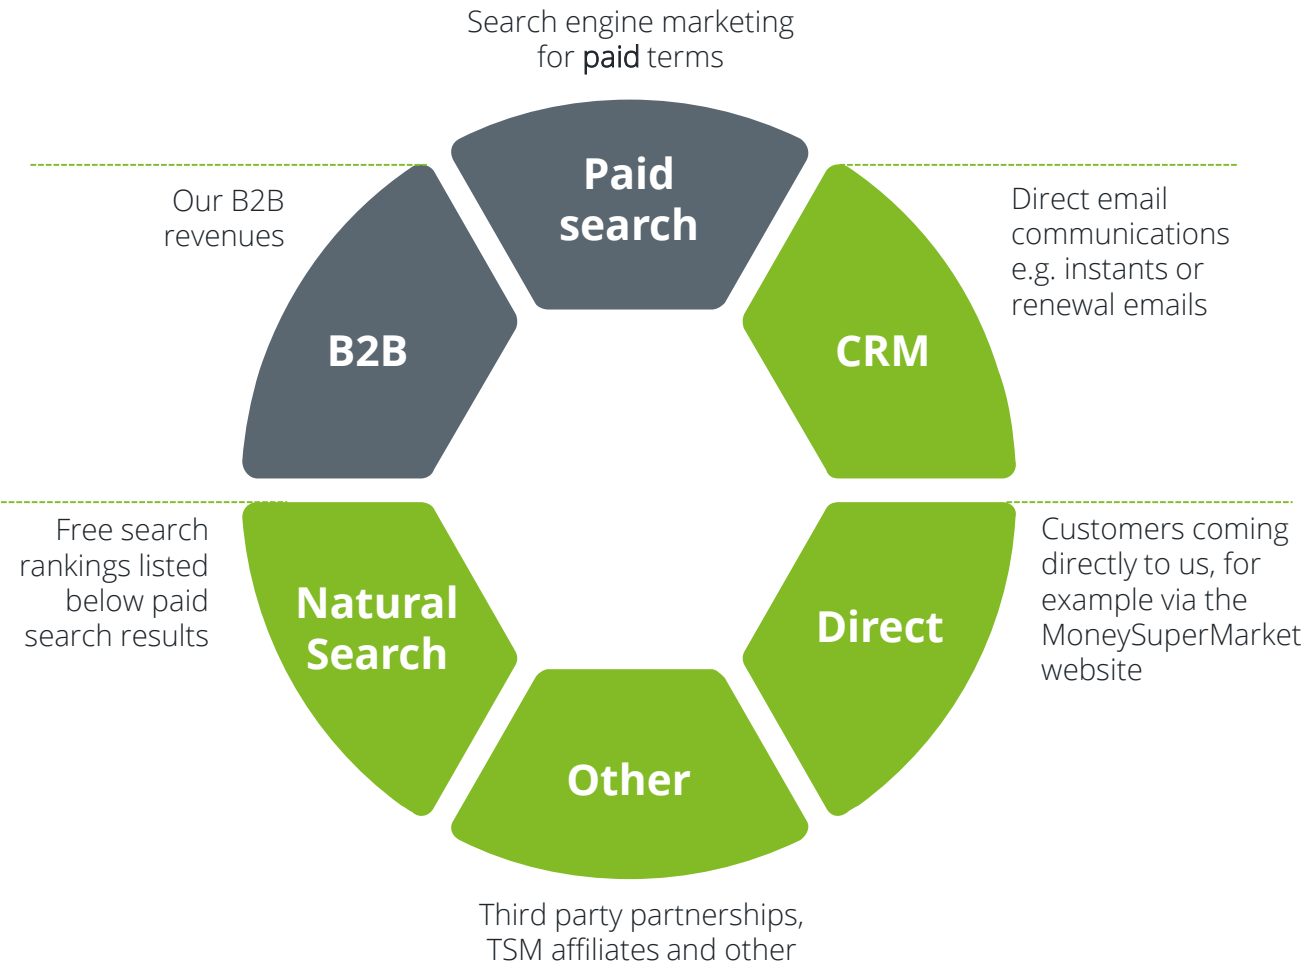 Search engine marketing
for paid terms
Paid
search
Our B2B
revenues
B2B
Direct email
communications
e.g. instants or
renewal emails
CRM
Free search
rankings listed
below paid
search results
Natural
Search
Customers coming
directly to us, for
example via the
MoneySuperMarket
website
Direct
Other
Third party partnerships,
TSM affiliates and other